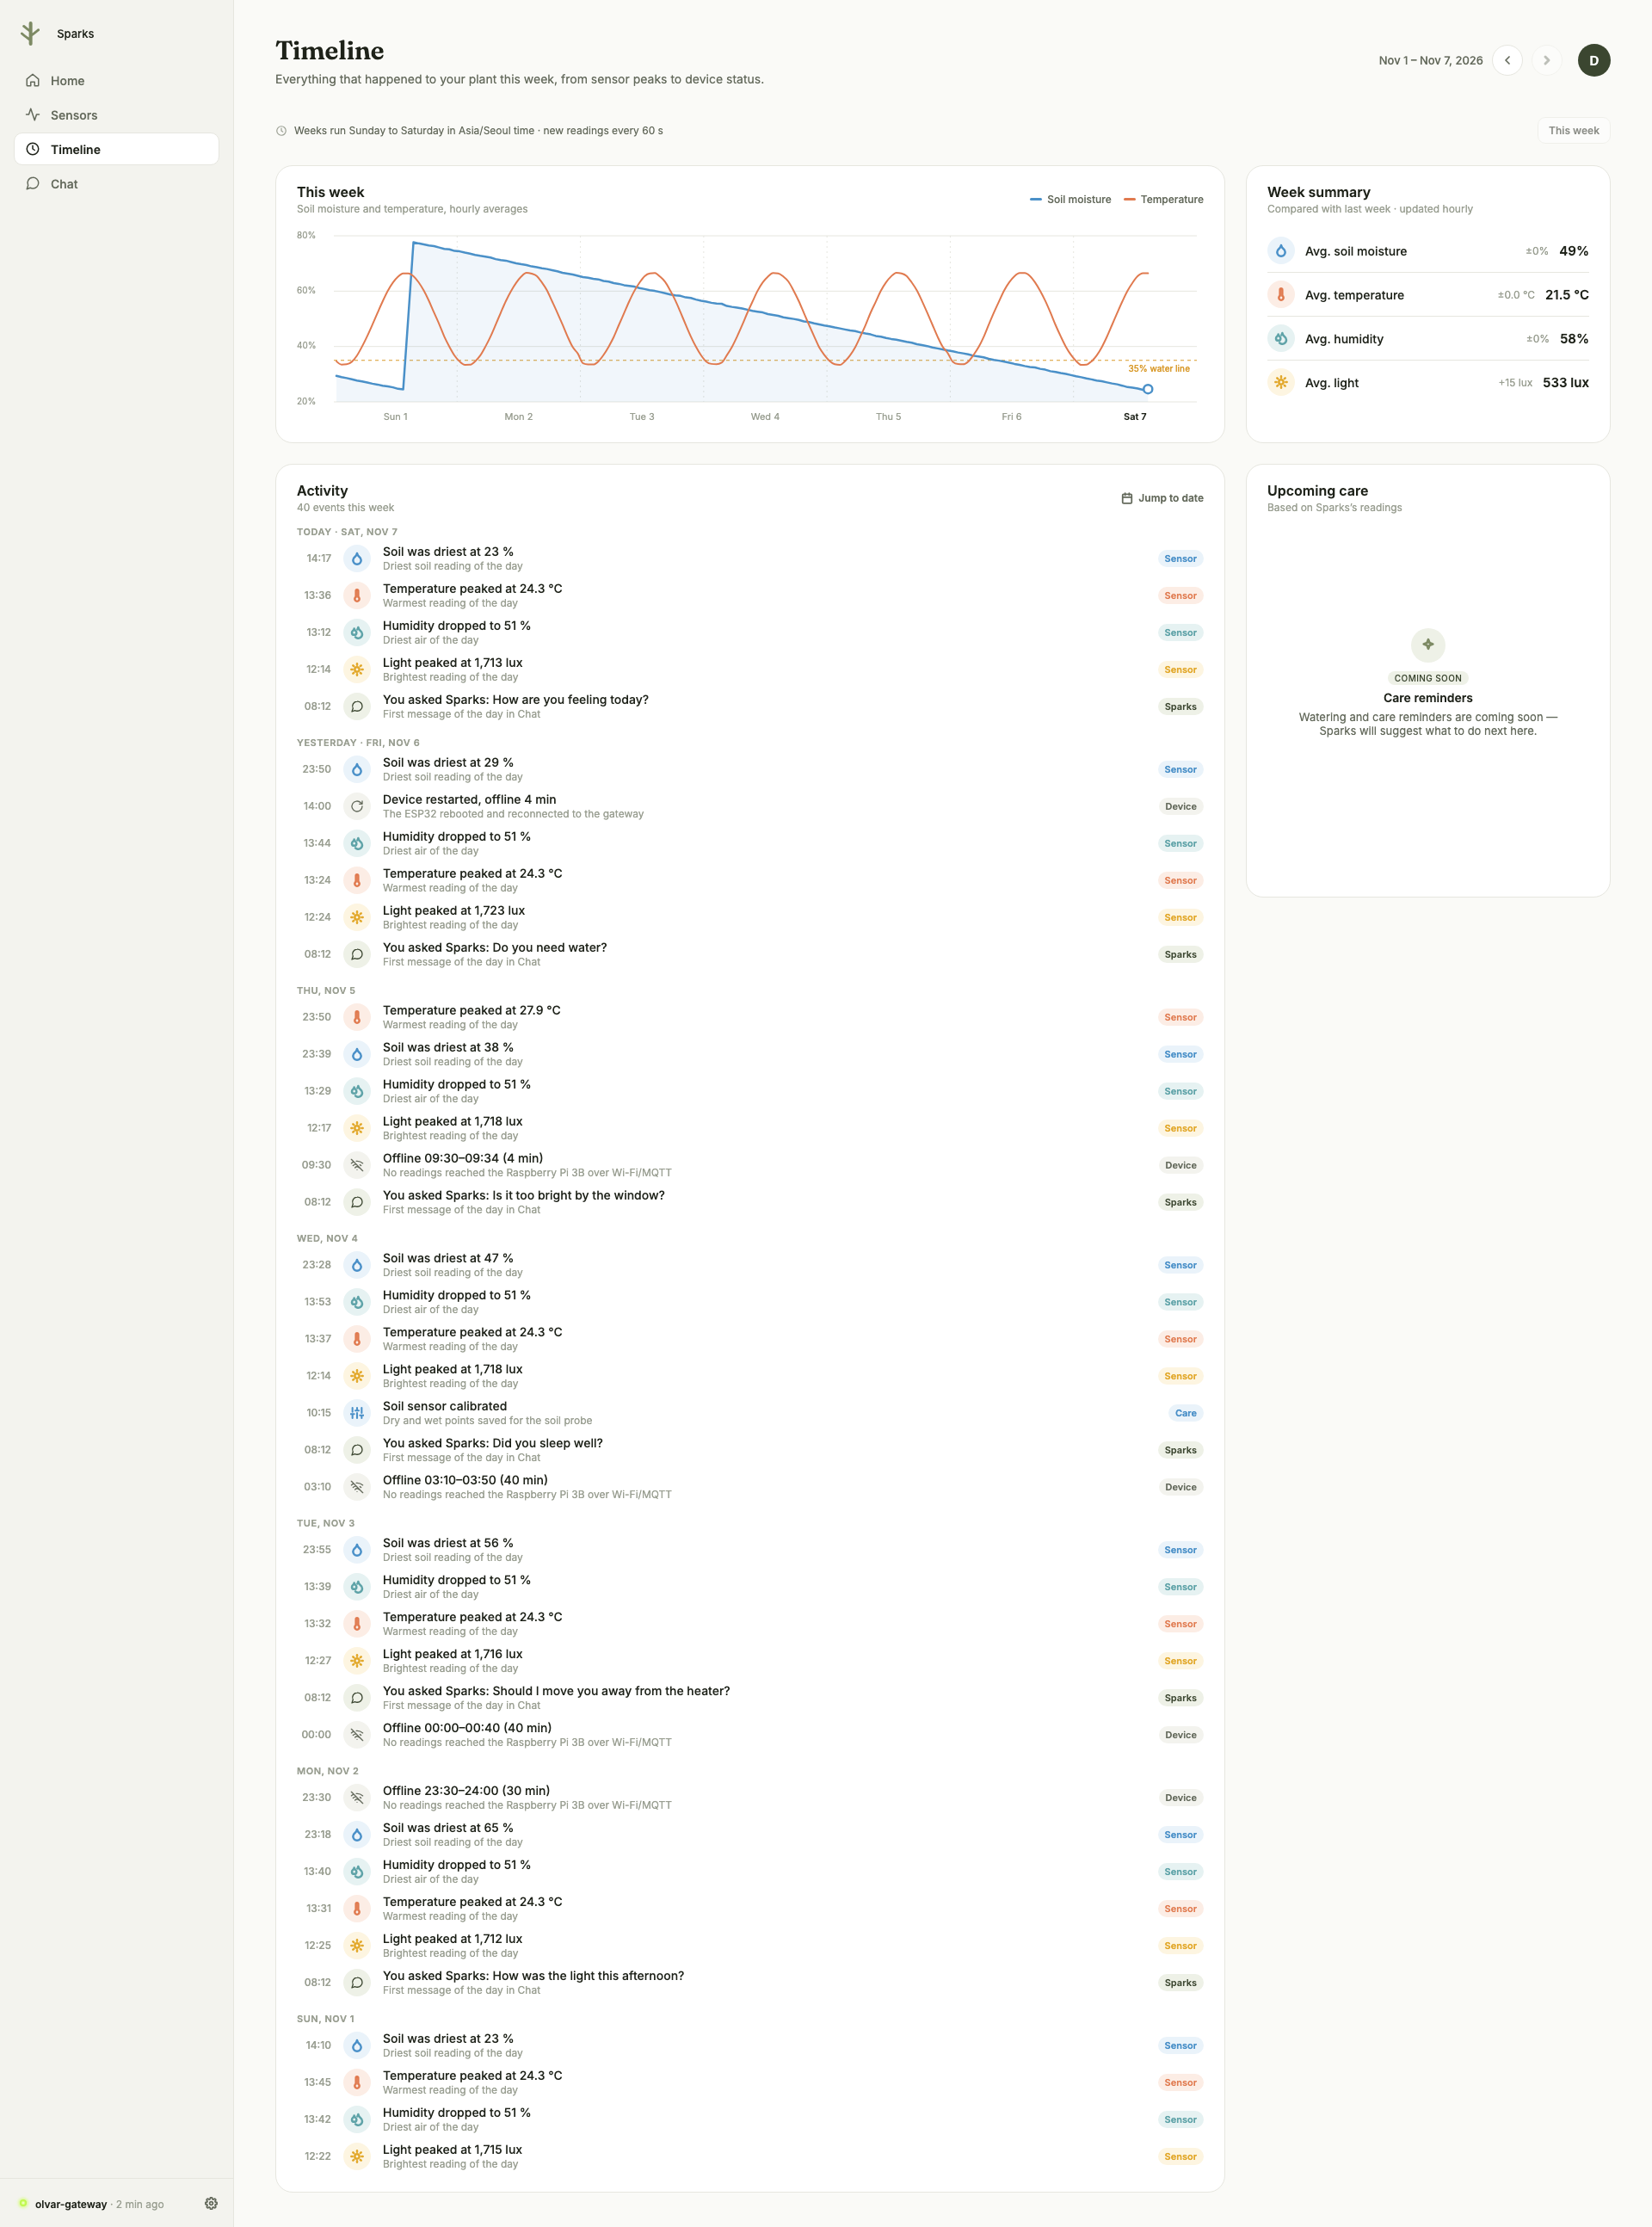 Sparks
Home
Sensors
Timeline
Chat
Timeline
Everything that happened to your plant this week, from sensor peaks to device status.
Nov 1 – Nov 7, 2026
D
Weeks run Sunday to Saturday in Asia/Seoul time · new readings every 60 s
This week
This week
Soil moisture and temperature, hourly averages
Soil moisture
Temperature
80%
60%
40%
20%
35% water line
Sun 1
Mon 2
Tue 3
Wed 4
Thu 5
Fri 6
Sat 7
Week summary
Compared with last week · updated hourly
Avg. soil moisture ±0% 49%
Avg. temperature ±0.0 °C 21.5 °C
Avg. humidity ±0% 58%
Avg. light +15 lux 533 lux
Activity
40 events this week
Jump to date
TODAY · SAT, NOV 7
14:17 Soil was driest at 23 % Sensor
Driest soil reading of the day
13:36 Temperature peaked at 24.3 °C Sensor
Warmest reading of the day
13:12 Humidity dropped to 51 % Sensor
Driest air of the day
12:14 Light peaked at 1,713 lux Sensor
Brightest reading of the day
08:12 You asked Sparks: How are you feeling today? Sparks
First message of the day in Chat
YESTERDAY · FRI, NOV 6
23:50 Soil was driest at 29 % Sensor
Driest soil reading of the day
14:00 Device restarted, offline 4 min Device
The ESP32 rebooted and reconnected to the gateway
13:44 Humidity dropped to 51 % Sensor
Driest air of the day
13:24 Temperature peaked at 24.3 °C Sensor
Warmest reading of the day
12:24 Light peaked at 1,723 lux Sensor
Brightest reading of the day
08:12 You asked Sparks: Do you need water? Sparks
First message of the day in Chat
THU, NOV 5
23:50 Temperature peaked at 27.9 °C Sensor
Warmest reading of the day
23:39 Soil was driest at 38 % Sensor
Driest soil reading of the day
13:29 Humidity dropped to 51 % Sensor
Driest air of the day
12:17 Light peaked at 1,718 lux Sensor
Brightest reading of the day
09:30 Offline 09:30–09:34 (4 min) Device
No readings reached the Raspberry Pi 3B over Wi-Fi/MQTT
08:12 You asked Sparks: Is it too bright by the window? Sparks
First message of the day in Chat
WED, NOV 4
23:28 Soil was driest at 47 % Sensor
Driest soil reading of the day
13:53 Humidity dropped to 51 % Sensor
Driest air of the day
13:37 Temperature peaked at 24.3 °C Sensor
Warmest reading of the day
12:14 Light peaked at 1,718 lux Sensor
Brightest reading of the day
10:15 Soil sensor calibrated Care
Dry and wet points saved for the soil probe
08:12 You asked Sparks: Did you sleep well? Sparks
First message of the day in Chat
03:10 Offline 03:10–03:50 (40 min) Device
No readings reached the Raspberry Pi 3B over Wi-Fi/MQTT
TUE, NOV 3
23:55 Soil was driest at 56 % Sensor
Driest soil reading of the day
13:39 Humidity dropped to 51 % Sensor
Driest air of the day
13:32 Temperature peaked at 24.3 °C Sensor
Warmest reading of the day
12:27 Light peaked at 1,716 lux Sensor
Brightest reading of the day
08:12 You asked Sparks: Should I move you away from the heater? Sparks
First message of the day in Chat
00:00 Offline 00:00–00:40 (40 min) Device
No readings reached the Raspberry Pi 3B over Wi-Fi/MQTT
MON, NOV 2
23:30 Offline 23:30–24:00 (30 min) Device
No readings reached the Raspberry Pi 3B over Wi-Fi/MQTT
23:18 Soil was driest at 65 % Sensor
Driest soil reading of the day
13:40 Humidity dropped to 51 % Sensor
Driest air of the day
13:31 Temperature peaked at 24.3 °C Sensor
Warmest reading of the day
12:25 Light peaked at 1,712 lux Sensor
Brightest reading of the day
08:12 You asked Sparks: How was the light this afternoon? Sparks
First message of the day in Chat
SUN, NOV 1
14:10 Soil was driest at 23 % Sensor
Driest soil reading of the day
13:45 Temperature peaked at 24.3 °C Sensor
Warmest reading of the day
13:42 Humidity dropped to 51 % Sensor
Driest air of the day
12:22 Light peaked at 1,715 lux Sensor
Brightest reading of the day
Upcoming care
Based on Sparks's readings
COMING SOON
Care reminders
Watering and care reminders are coming soon —
Sparks will suggest what to do next here.
olvar-gateway · 2 min ago